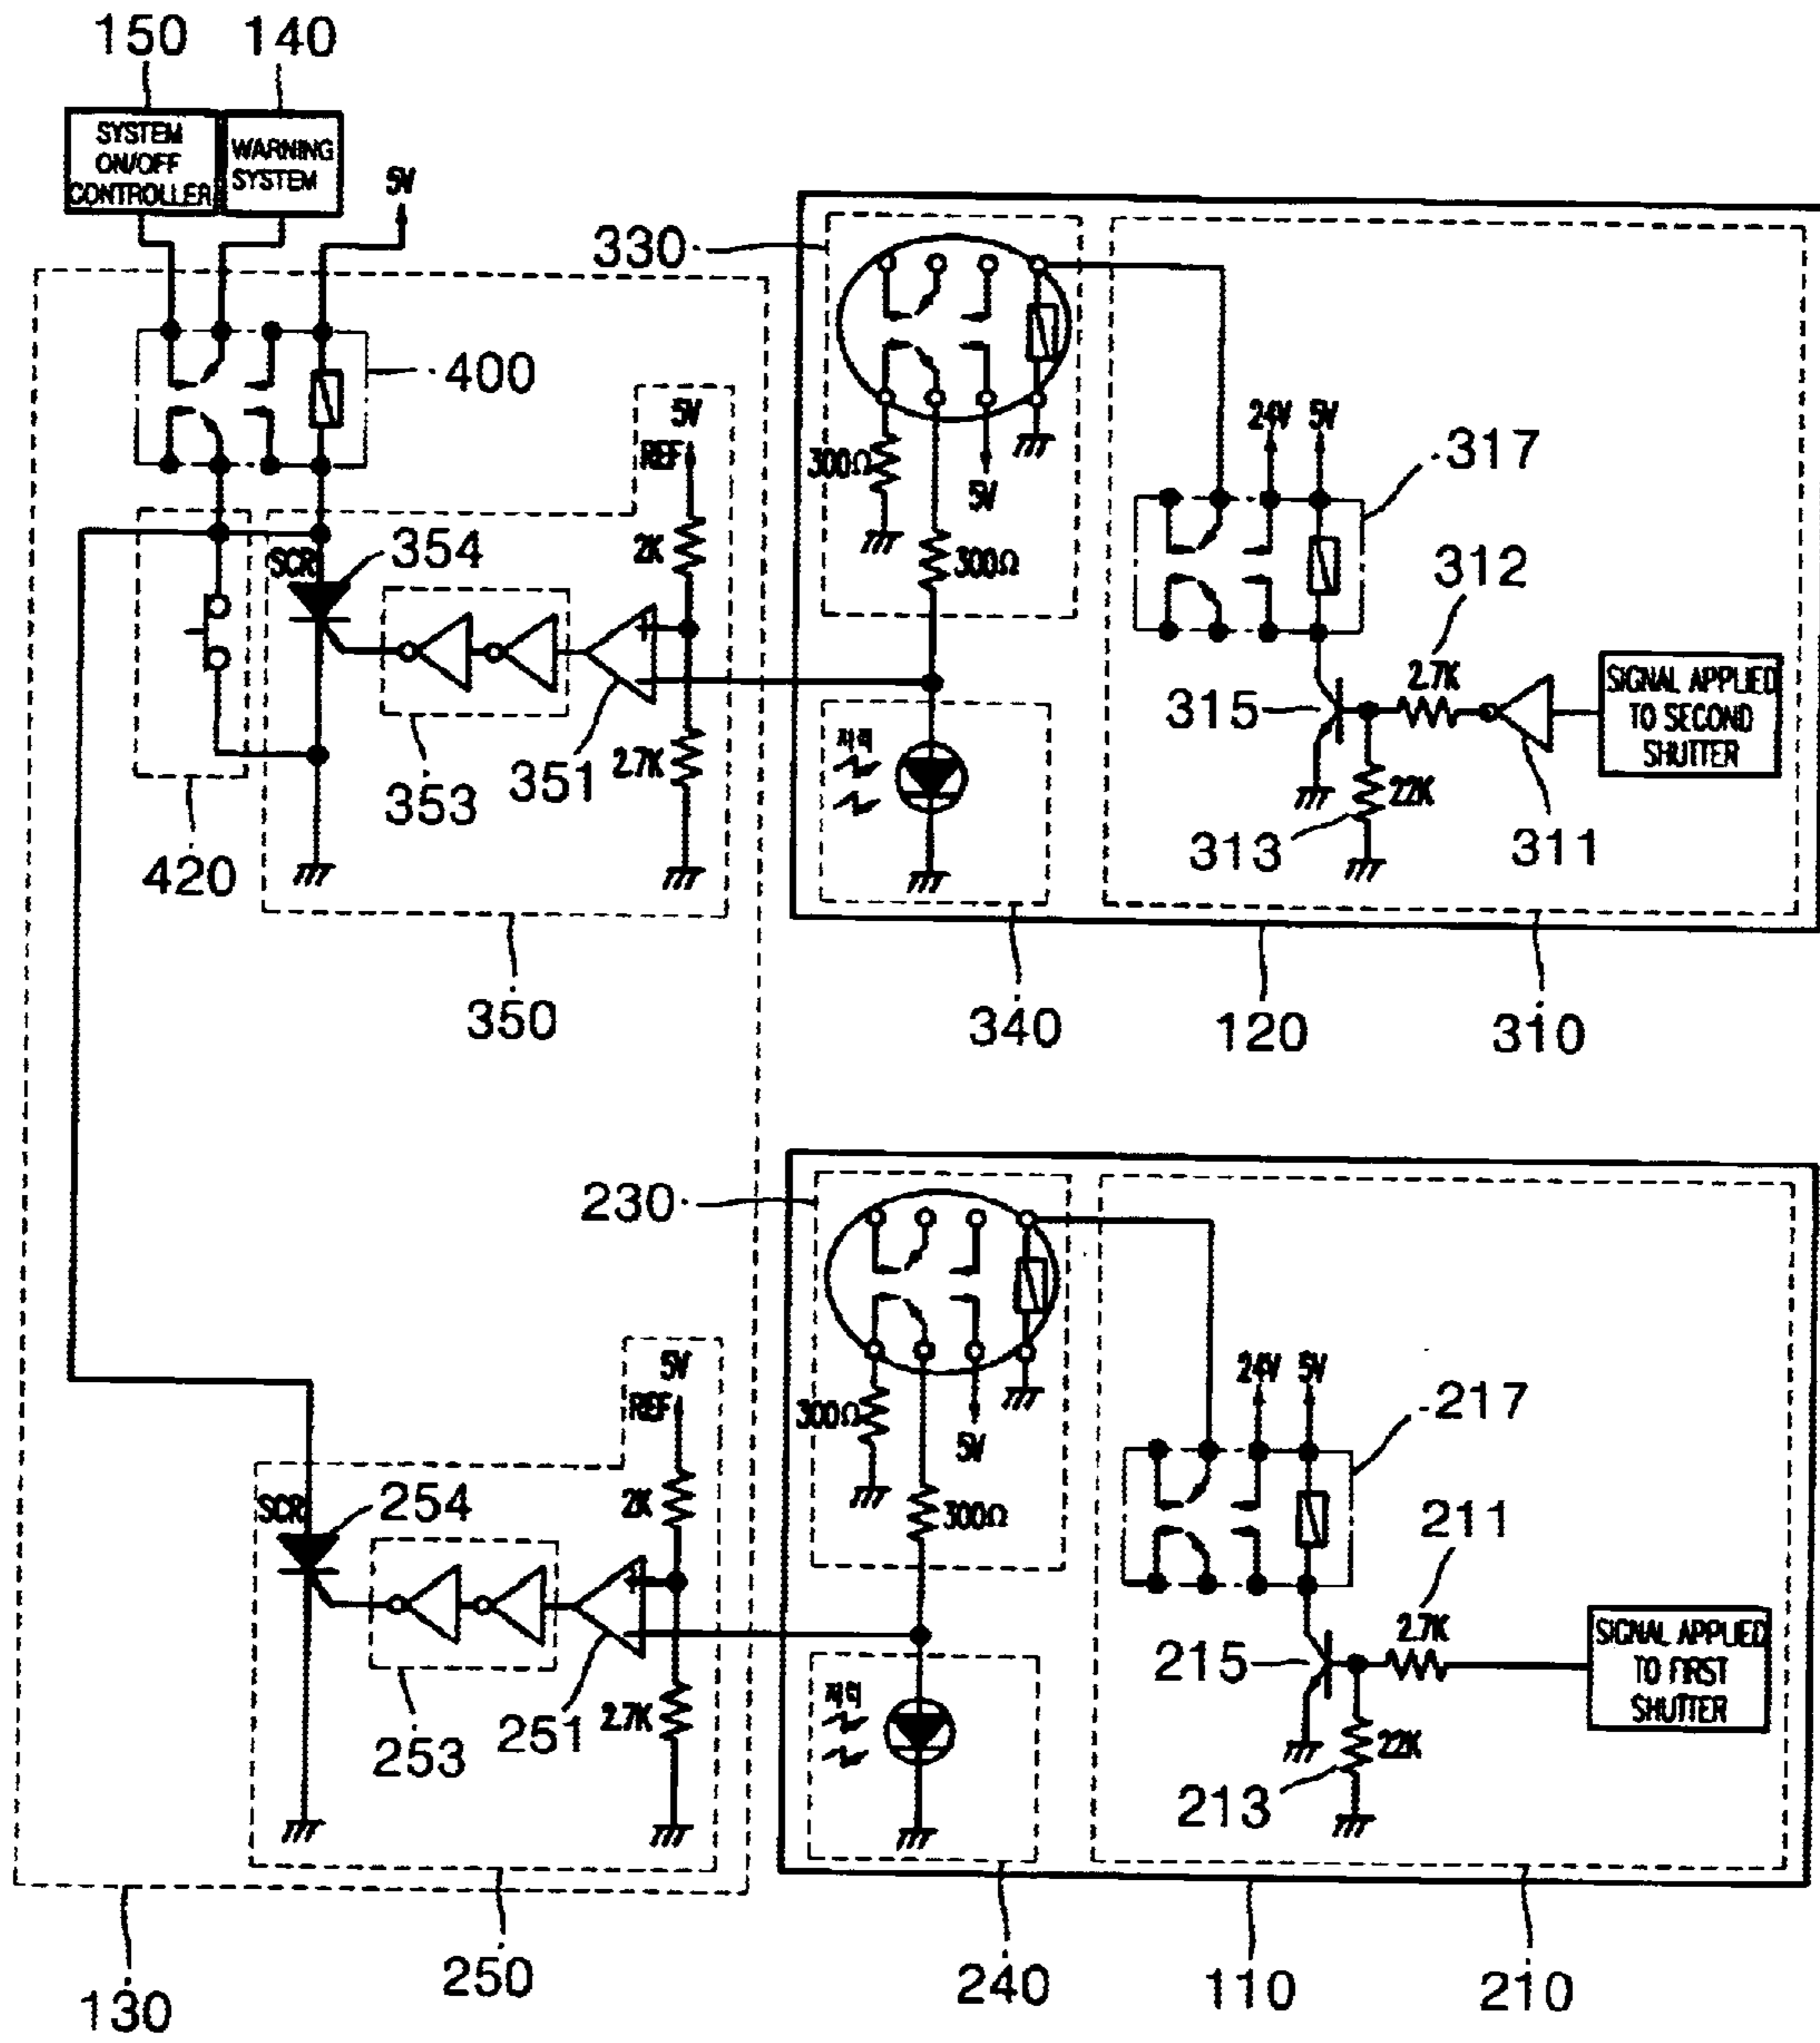 150 140
SYSTEM
ON/OFF
CONTROLLER
WARNING
SYSTEM
5V
330
400
5V
REF
300Ω
5V
24V 5V
317
SCR
354
2K
300Ω
312
2.7K
315
SIGNAL APPLIED
TO SECOND
SHUTTER
353
351
2.7K
22K
313
311
420
350
340
120
310
230
5V
REF
300Ω
5V
24V 5V
217
SCR
254
2K
300Ω
211
2.7K
215
SIGNAL APPLIED
TO FIRST
SHUTTER
253
251
2.7K
22K
213
130
250
240
110
210